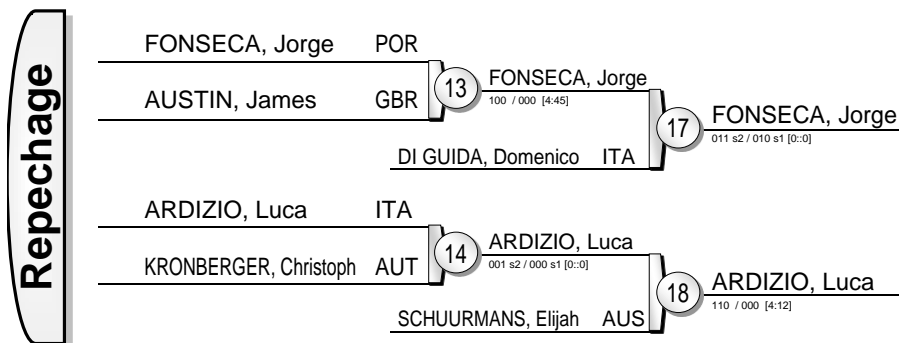 Repechage
FONSECA, Jorge POR
AUSTIN, James GBR
13
FONSECA, Jorge
100 / 000 [4:45]
DI GUIDA, Domenico ITA
17
FONSECA, Jorge
011 s2 / 010 s1 [0::0]
ARDIZIO, Luca ITA
KRONBERGER, Christoph AUT
14
ARDIZIO, Luca
001 s2 / 000 s1 [0::0]
SCHUURMANS, Elijah AUS
18
ARDIZIO, Luca
110 / 000 [4:12]